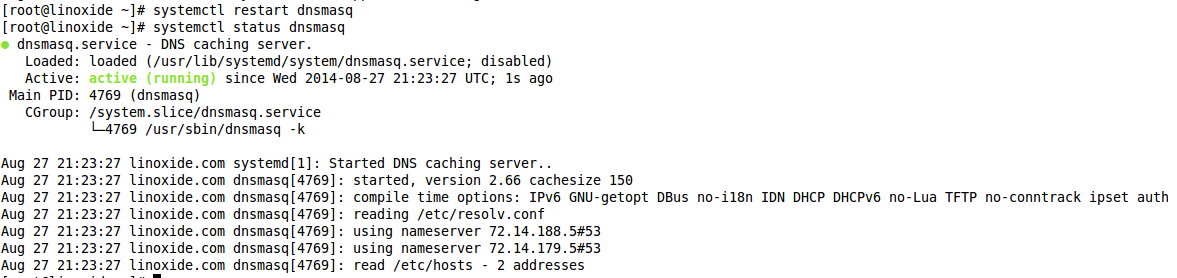 [root@linoxide ~]# systemctl restart dnsmasq
[root@linoxide ~]# systemctl status dnsmasq
● dnsmasq.service - DNS caching server.
   Loaded: loaded (/usr/lib/systemd/system/dnsmasq.service; disabled)
   Active: active (running) since Wed 2014-08-27 21:23:27 UTC; 1s ago
 Main PID: 4769 (dnsmasq)
   CGroup: /system.slice/dnsmasq.service
           └─4769 /usr/sbin/dnsmasq -k

Aug 27 21:23:27 linoxide.com systemd[1]: Started DNS caching server..
Aug 27 21:23:27 linoxide.com dnsmasq[4769]: started, version 2.66 cachesize 150
Aug 27 21:23:27 linoxide.com dnsmasq[4769]: compile time options: IPv6 GNU-getopt DBus no-i18n IDN DHCP DHCPv6 no-Lua TFTP no-conntrack ipset auth
Aug 27 21:23:27 linoxide.com dnsmasq[4769]: reading /etc/resolv.conf
Aug 27 21:23:27 linoxide.com dnsmasq[4769]: using nameserver 72.14.188.5#53
Aug 27 21:23:27 linoxide.com dnsmasq[4769]: using nameserver 72.14.179.5#53
Aug 27 21:23:27 linoxide.com dnsmasq[4769]: read /etc/hosts - 2 addresses